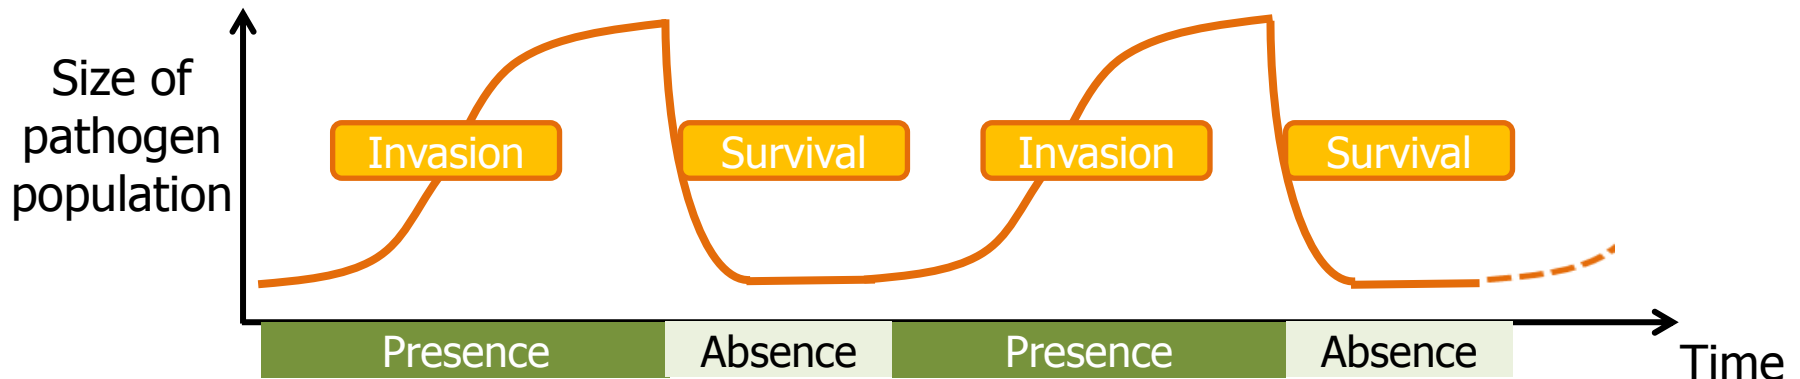 Size of
pathogen
population
Invasion
Survival
Invasion
Survival
Presence
Absence
Presence
Absence
Time